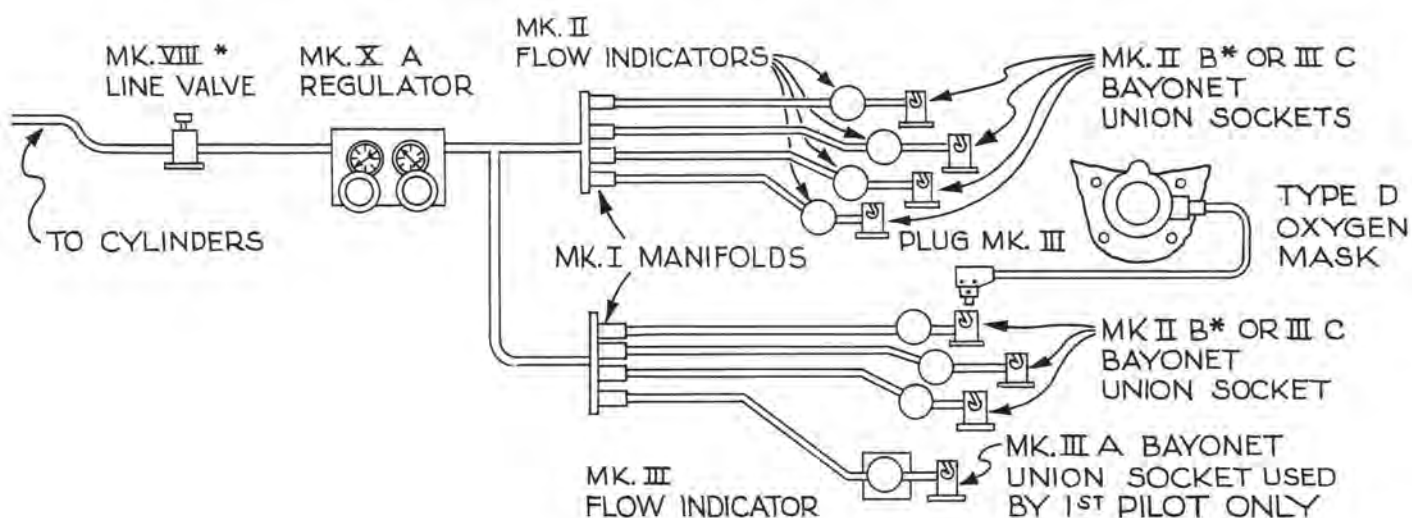 MK. VIII *
LINE VALVE
MK. X A
REGULATOR
MK. II
FLOW INDICATORS
MK. II B* OR III C
BAYONET
UNION SOCKETS
TO CYLINDERS
MK. I MANIFOLDS
PLUG MK. III
TYPE D
OXYGEN
MASK
MK II B* OR III C
BAYONET
UNION SOCKET
MK. III
FLOW INDICATOR
MK. III A BAYONET
UNION SOCKET USED
BY 1ST PILOT ONLY